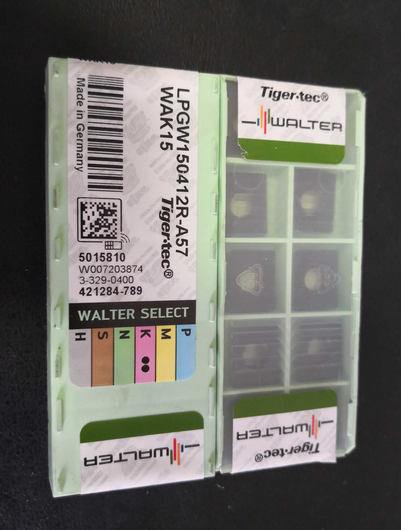 LPGW150412R-A57
WAK15 Tiger·tec®
Made in Germany
5015810
W007203874
3-329-0400
421284-789
WALTER SELECT
P
M
K
N
S
H
WALTER
Tiger·tec®
WALTER
WALTER
Tiger·tec®